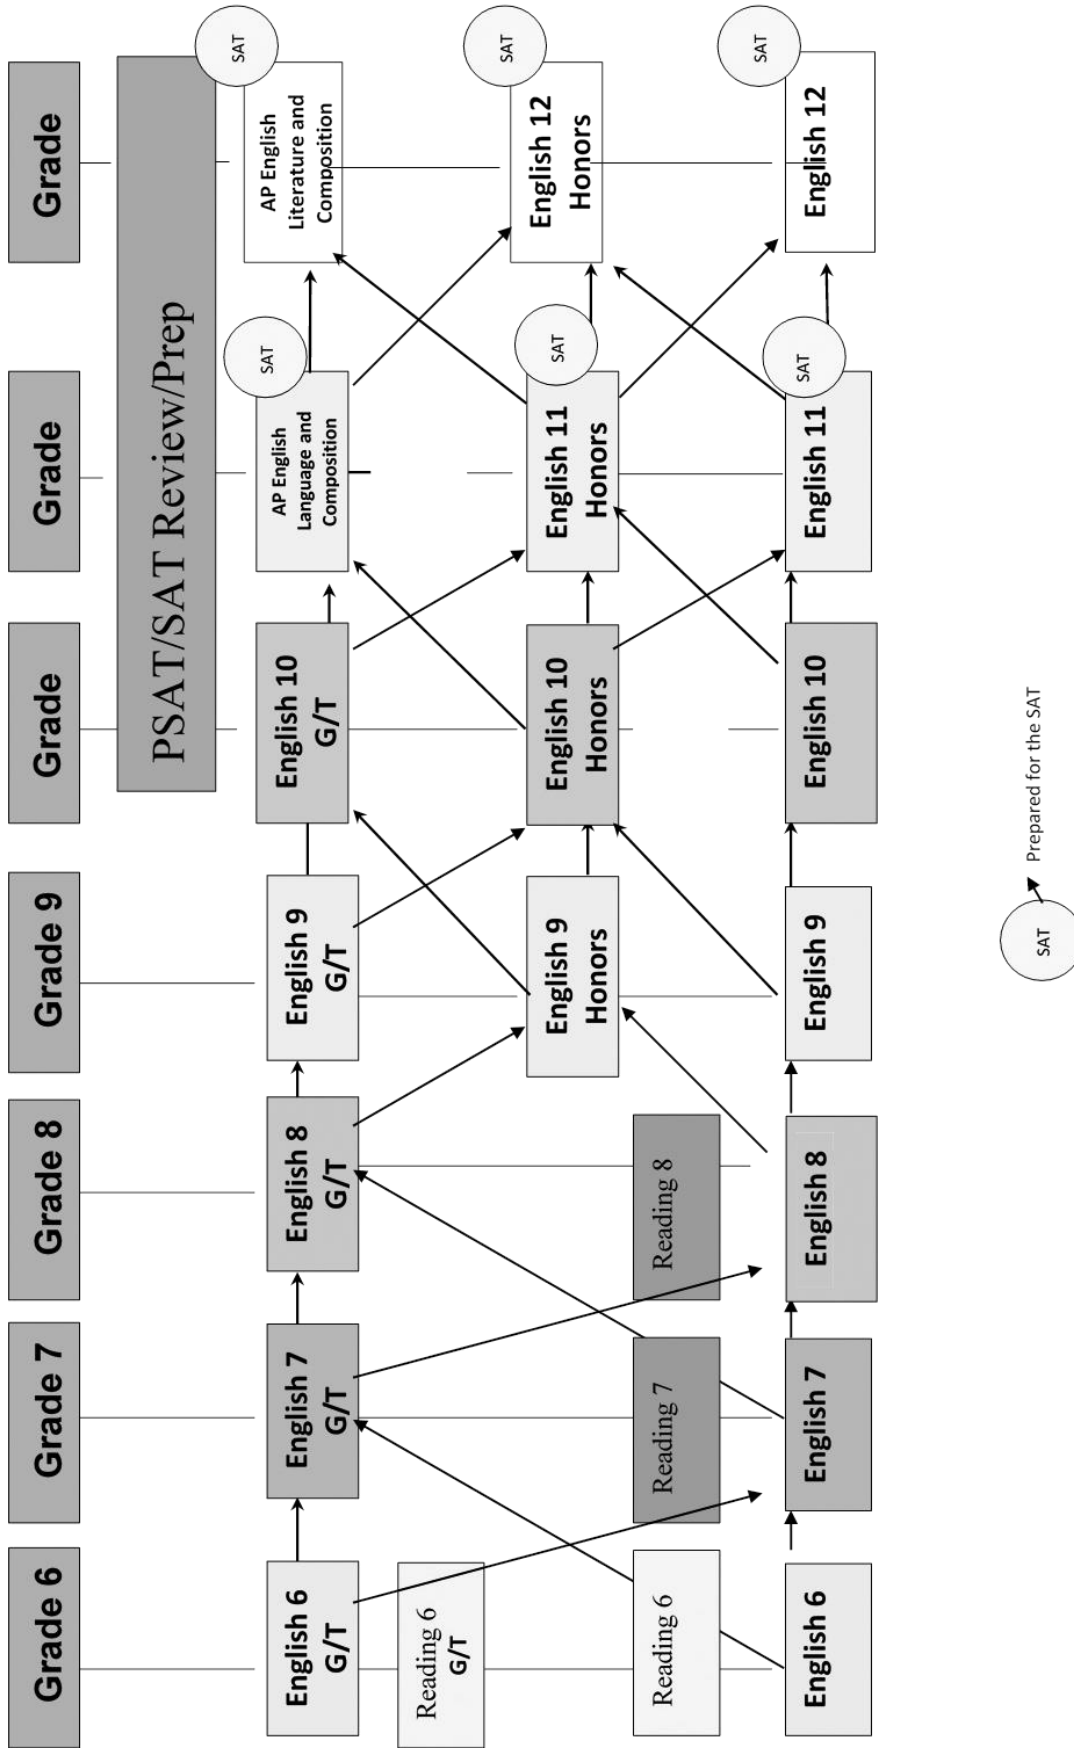 Grade 6
Grade 7
Grade 8
Grade 9
Grade
Grade
Grade
PSAT/SAT Review/Prep
English 6
G/T
English 7
G/T
English 8
G/T
English 9
G/T
English 10
G/T
AP English
Language and
Composition
SAT
AP English
Literature and
Composition
SAT
Reading 6
G/T
English 9
Honors
English 10
Honors
English 11
Honors
SAT
English 12
Honors
SAT
Reading 6
Reading 7
Reading 8
English 6
English 7
English 8
English 9
English 10
English 11
SAT
English 12
SAT
SAT
Prepared for the SAT